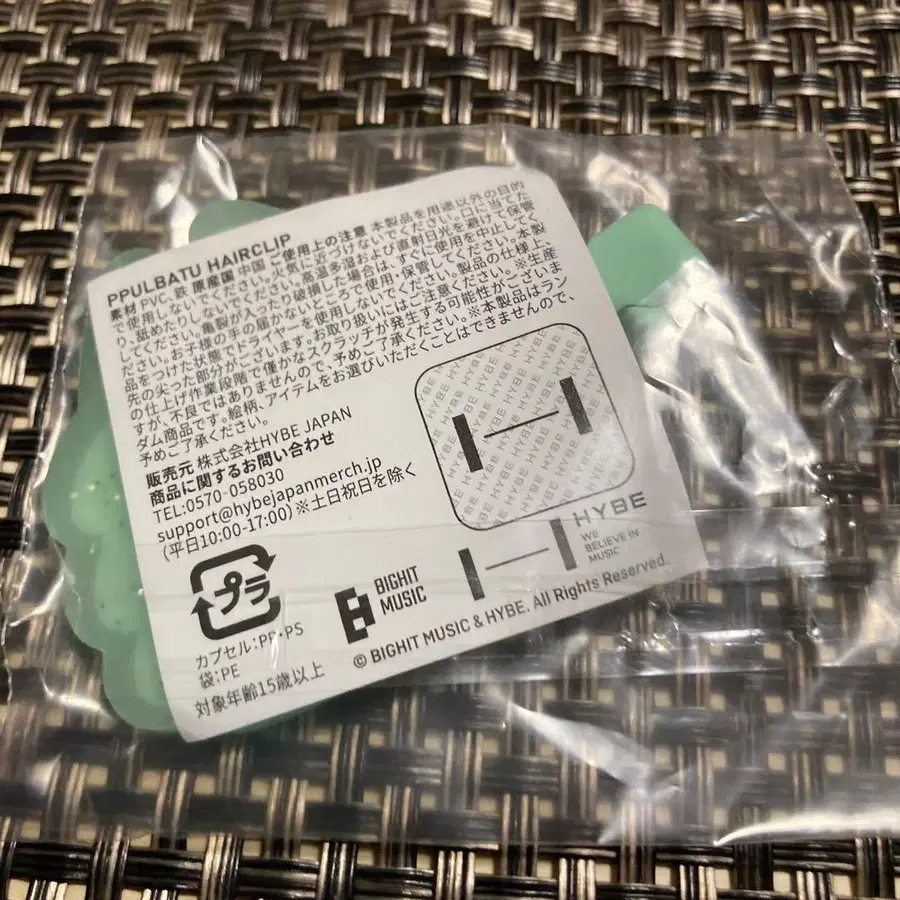 PPULBATU HAIRCLIP
素材 PVC、鉄 原産国 中国 ご使用上の注意 本製品を用途以外の目的
で使用しないでください。火気に近づけないでください。口に当てた
り、舐めたりしないでください。高温多湿および直射日光を避けて保管
してください。亀裂が入ったり破損した場合は、すぐに使用を中止してく
ださい。お子様の手の届かないところで使用・保管してください。本製
品をつけた状態でドライヤーを使用しないでください。製品の仕様上、
先の尖った部分がございます。お取り扱いにはご注意ください。※生産
の仕上げ作業段階で僅かなスクラッチが発生する可能性がございま
すが、不良ではありませんので、予めご了承ください。※本製品はラン
ダム商品です。絵柄、アイテムをお選びいただくことはできませんので、
予めご了承ください。
販売元 株式会社HYBE JAPAN
商品に関するお問い合わせ
TEL:0570-058030
support@hybejapanmerch.jp
(平日10:00-17:00)※土日祝日を除く
プラ
カプセル:PP・PS
袋:PE
対象年齢15歳以上
BIGHIT
MUSIC
HYBE
WE
BELIEVE IN
MUSIC
© BIGHIT MUSIC & HYBE. All Rights Reserved.